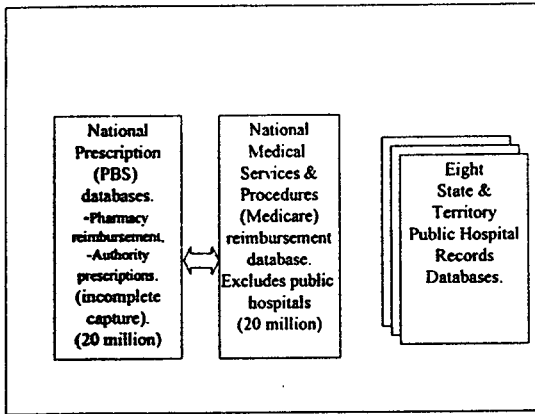 National
Prescription
(PBS)
databases.
-Pharmacy
reimbursement.
-Authority
prescriptions.
(incomplete
capture).
(20 million)
National
Medical
Services &
Procedures
(Medicare)
reimbursement
database.
Excludes public
hospitals
(20 million)
Eight
State &
Territory
Public Hospital
Records
Databases.